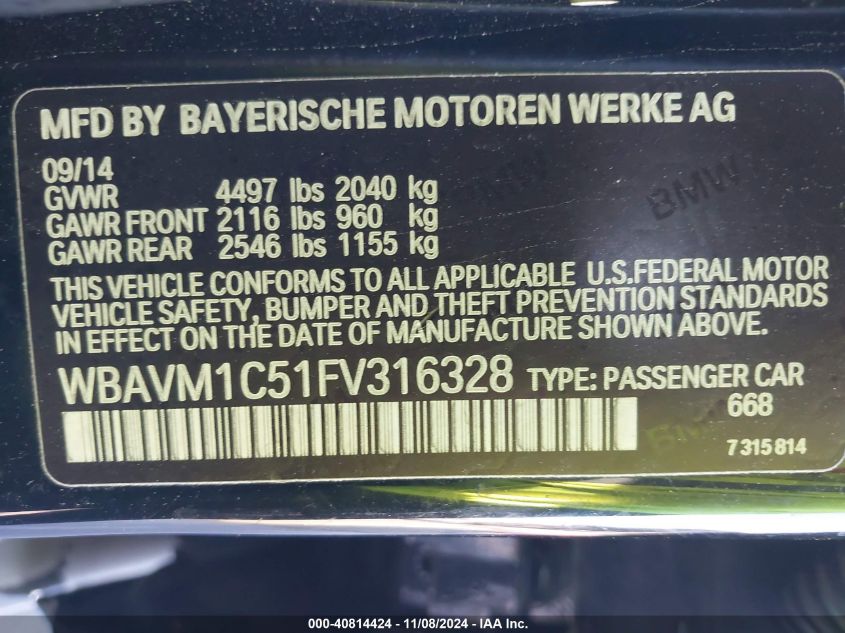 MFD BY BAYERISCHE MOTOREN WERKE AG
09/14
GVWR 4497 lbs 2040 kg
GAWR FRONT 2116 lbs 960 kg
GAWR REAR 2546 lbs 1155 kg
BMW
THIS VEHICLE CONFORMS TO ALL APPLICABLE U.S.FEDERAL MOTOR
VEHICLE SAFETY, BUMPER AND THEFT PREVENTION STANDARDS
IN EFFECT ON THE DATE OF MANUFACTURE SHOWN ABOVE.
WBAVM1C51FV316328 TYPE: PASSENGER CAR
668
BMW
7 315 814
000-40814424 - 11/08/2024 - IAA Inc.